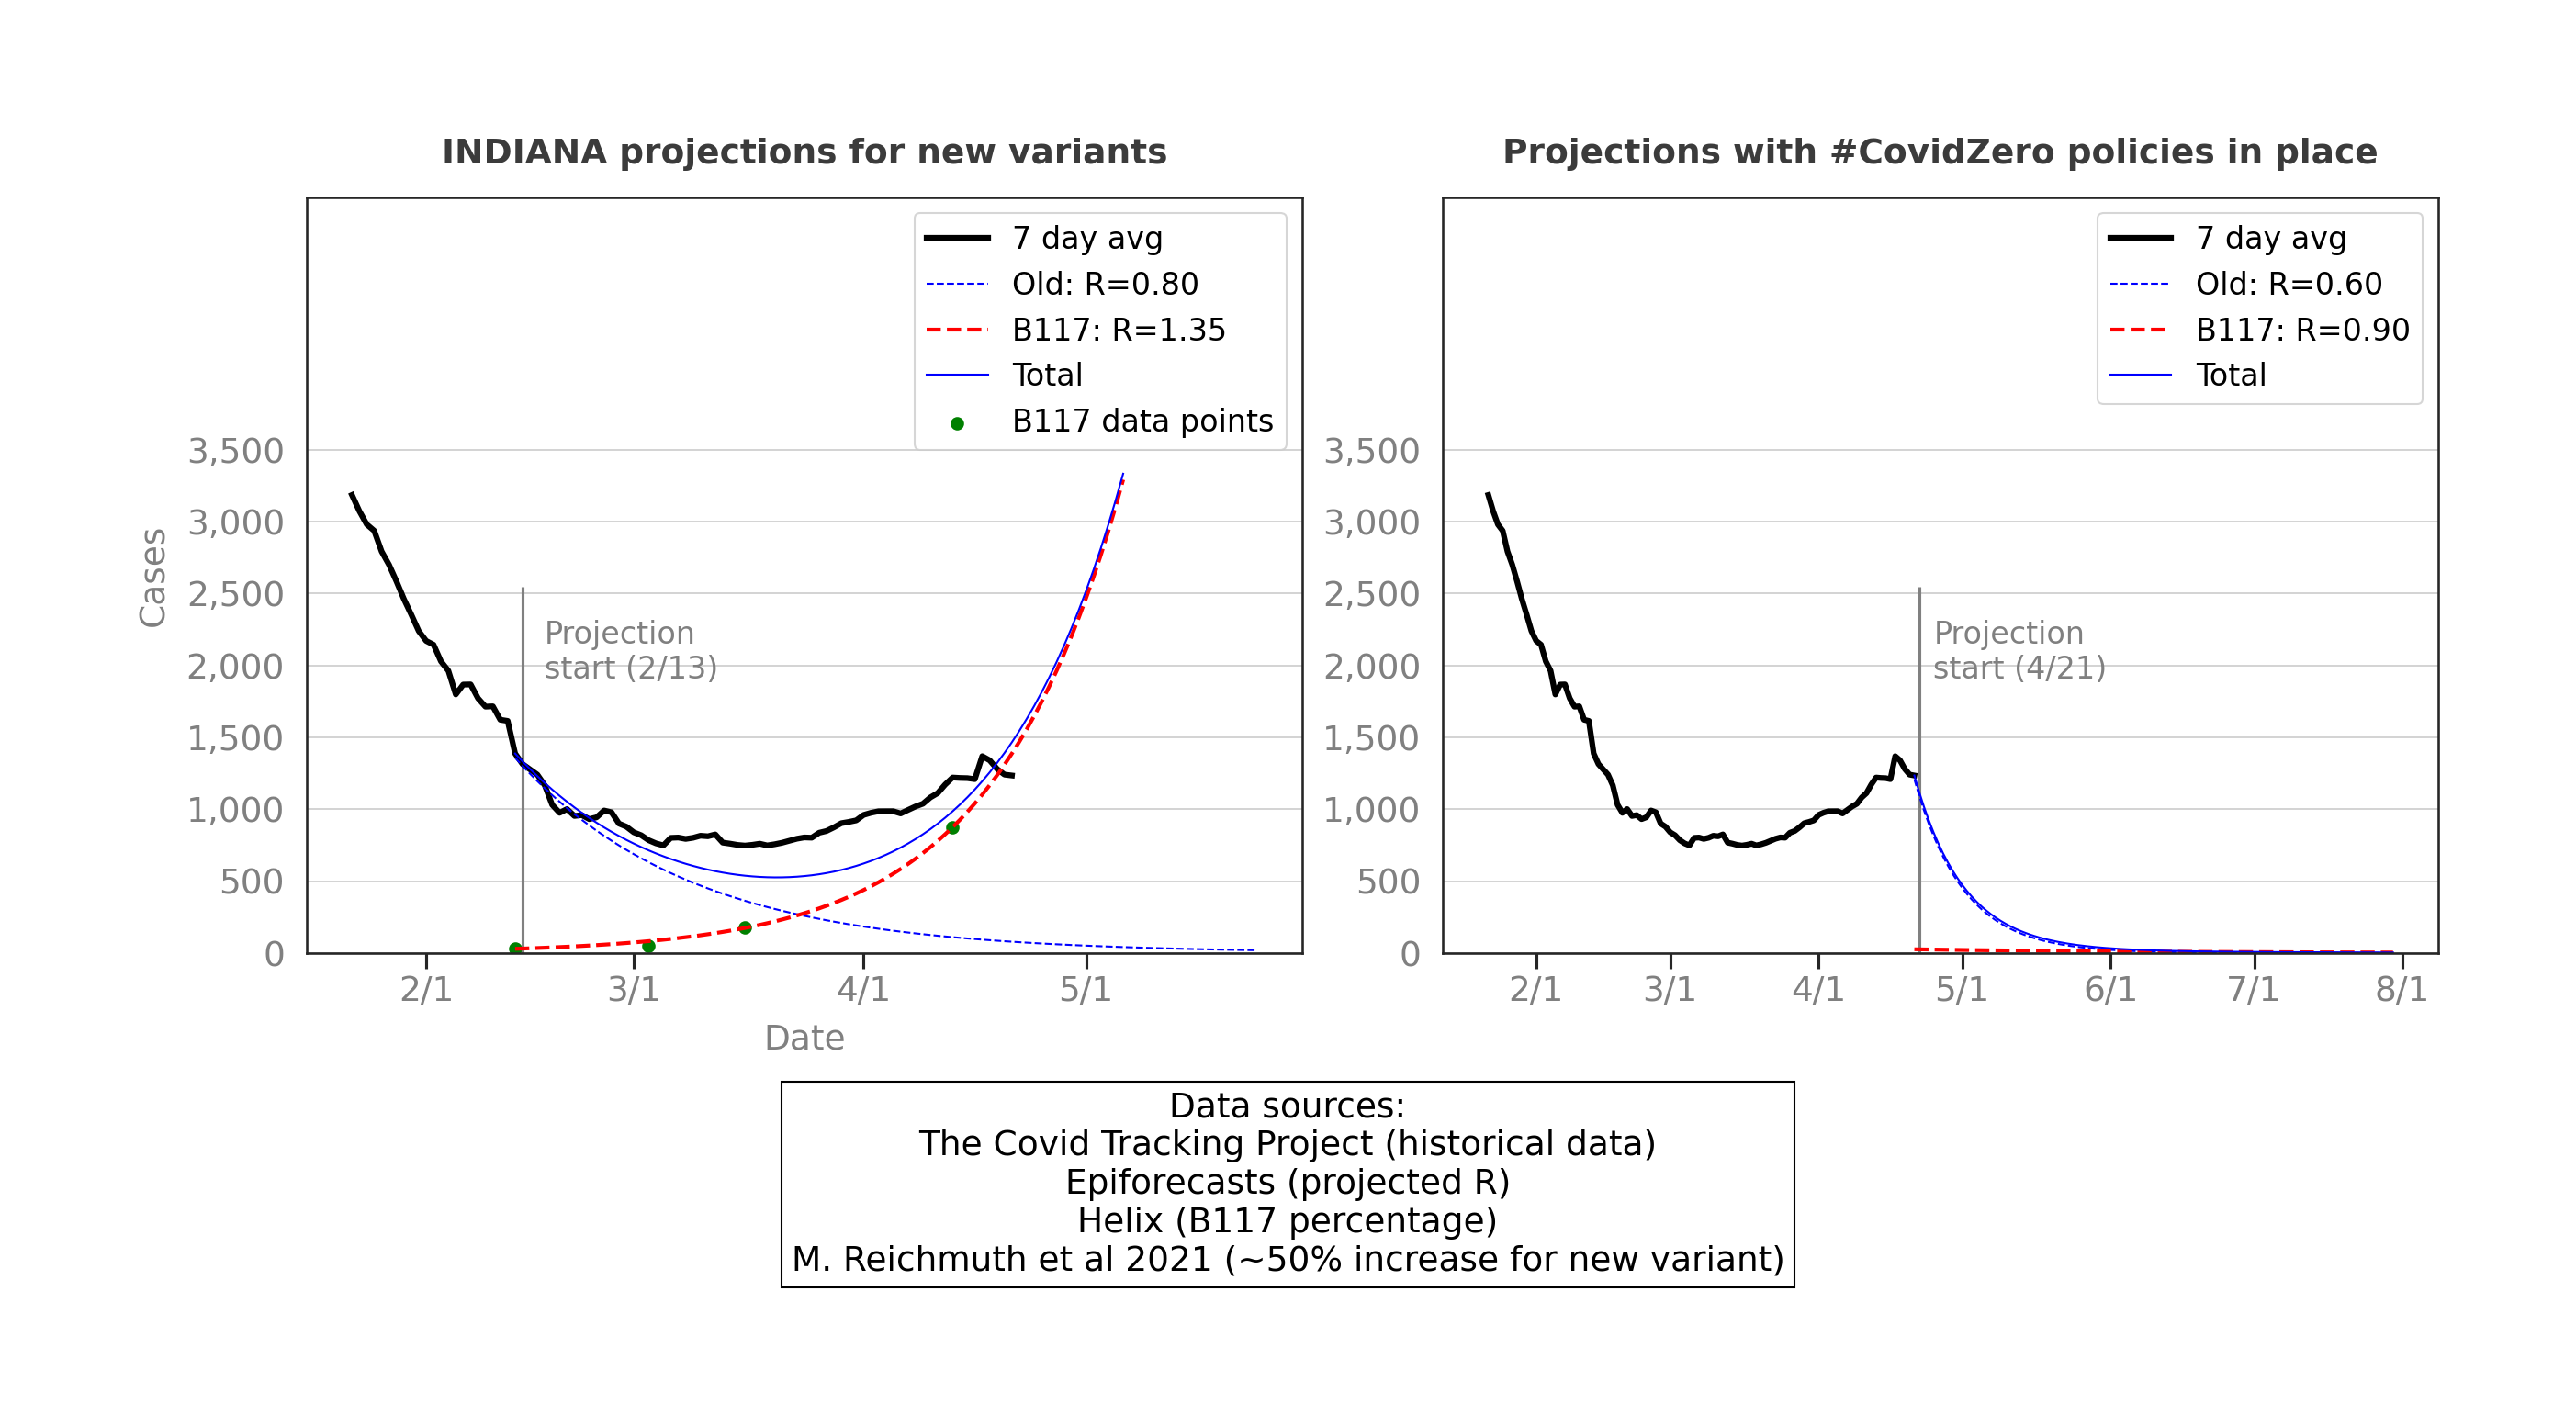 INDIANA projections for new variants
7 day avg
Old: R=0.80
B117: R=1.35
Total
B117 data points
3,500
3,000
2,500
2,000
1,500
1,000
500
0
Cases
Projection
start (2/13)
2/1
3/1
4/1
5/1
Date
Projections with #CovidZero policies in place
7 day avg
Old: R=0.60
B117: R=0.90
Total
3,500
3,000
2,500
2,000
1,500
1,000
500
0
Projection
start (4/21)
2/1
3/1
4/1
5/1
6/1
7/1
8/1
Data sources:
The Covid Tracking Project (historical data)
Epiforecasts (projected R)
Helix (B117 percentage)
M. Reichmuth et al 2021 (~50% increase for new variant)